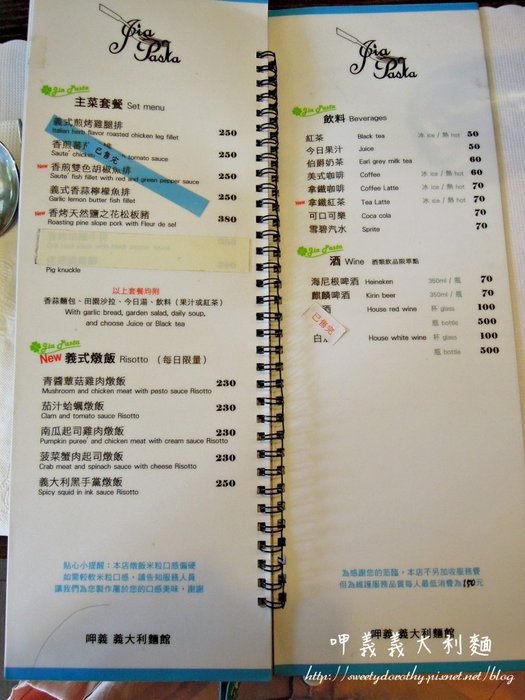 Jia
Pasta
Jia Pasta
主菜套餐 Set menu
義式煎烤雞腿排
Italian herb flavor roasted chicken leg fillet 250
香煎蕃
已售完
Saute' chick tomato sauce 250
New 香煎雙色胡椒魚排
Saute' fish fillet with red and green pepper sauce 250
義式香蒜檸檬魚排
Garlic lemon butter fish fillet 250
New 香烤天然鹽之花松板豬 380
Roasting pine slope pork with Fleur de sel
Pig knuckle
以上套餐均附
香蒜麵包、田園沙拉、今日湯、飲料（果汁或紅茶）
With garlic bread, garden salad, daily soup,
and choose Juice or Black tea
Jia Pasta
New 義式燉飯 Risotto （每日限量）
青醬蕈菇雞肉燉飯 230
Mushroom and chicken meat with pasto sauce Risotto
茄汁蛤蠣燉飯 230
Clam and tomato sauce Risotto
南瓜起司雞肉燉飯 230
Pumpkin puree' and chicken meat with cream sauce Risotto
菠菜蟹肉起司燉飯 230
Crab meat and spinach sauce with cheese Risotto
義大利黑手黨燉飯 250
Spicy squid in ink sauce Risotto
貼心小提醒：本店燉飯米粒口感偏硬
如需較軟米粒口感，請告知服務人員
讓我們為您製作屬於您的口感美味，謝謝
呷義 義大利麵館
Jia
Pasta
Jia Pasta
飲料 Beverages
紅茶 Black tea 冰 ice / 熱 hot 50
今日果汁 Juice 50
伯爵奶茶 Earl grey milk tea 60
美式咖啡 Coffee 冰 ice / 熱 hot 60
拿鐵咖啡 Coffee Latte 冰 ice / 熱 hot 70
New 拿鐵紅茶 Tea Latte 冰 ice / 熱 hot 70
可口可樂 Coca cola 70
雪碧汽水 Sprite 70
Jia Pasta
酒 Wine 酒類飲品限單點
海尼根啤酒 Heineken 350ml / 瓶 70
麒麟啤酒 Kirin beer 350ml / 瓶 70
酒 House red wine 杯 glass 100
已售完
瓶 bottle 500
白 House white wine 杯 glass 100
瓶 bottle 500
為感謝您的蒞臨，本店不另加收服務費
但為維護服務品質每人最低消費為150元
呷義 義大利麵館
呷義義大利麵
https://sweetydorothy.pixnet.net/blog